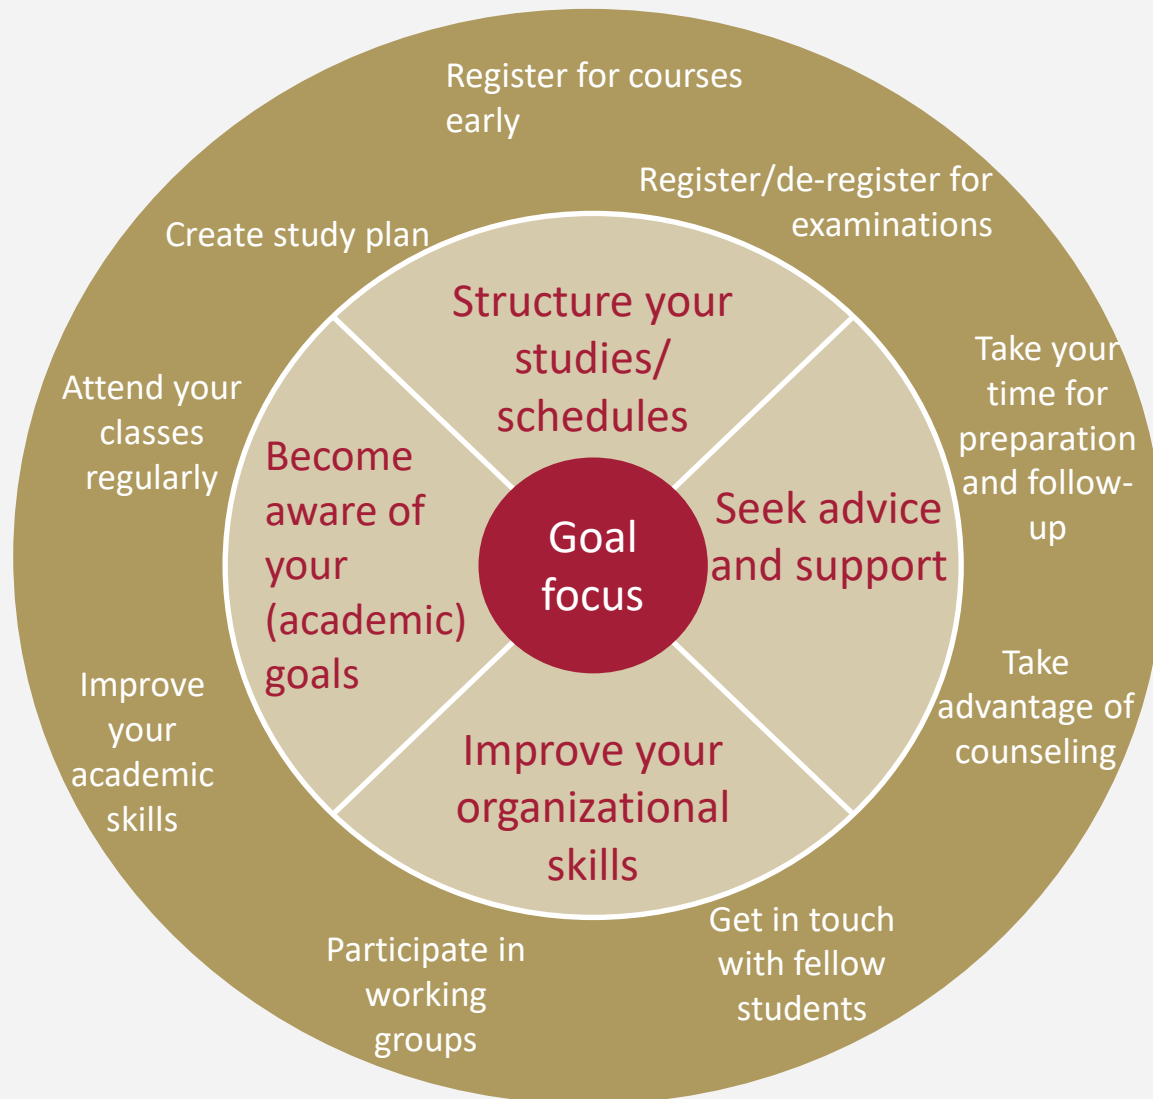 Register for courses
early
Register/de-register for
examinations
Create study plan
Structure your
studies/
schedules
Take your
time for
preparation
and follow-
up
Attend your
classes
regularly
Become
aware of
your
(academic)
goals
Goal
focus
Seek advice
and support
Improve
your
academic
skills
Take
advantage of
counseling
Improve your
organizational
skills
Participate in
working
groups
Get in touch
with fellow
students